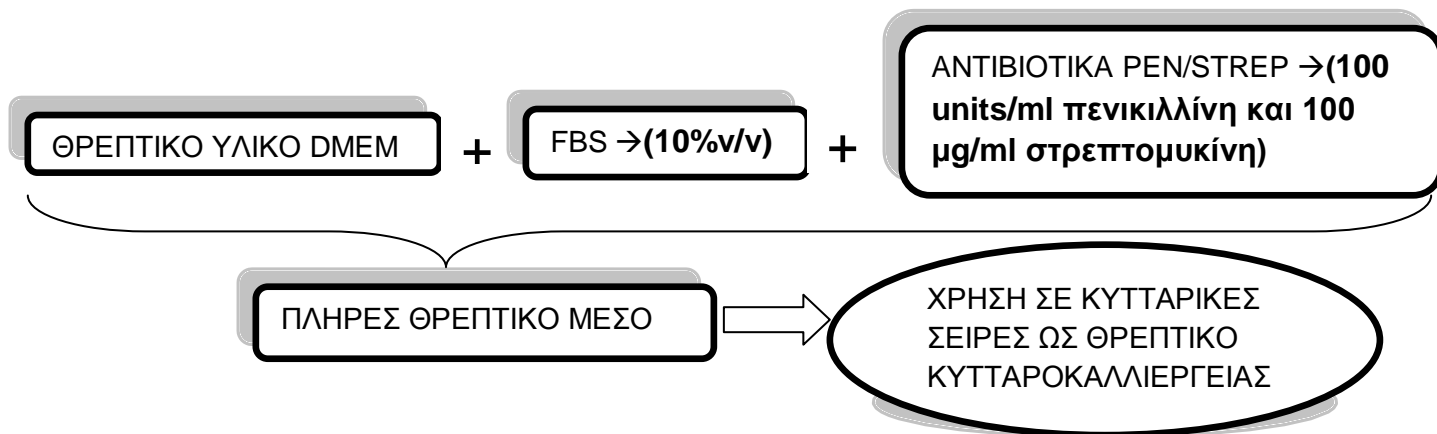 ΘΡΕΠΤΙΚΟ ΥΛΙΚΟ DMEM
+
FBS →(10%v/v)
+
ΑΝΤΙΒΙΟΤΙΚΑ PEN/STREP →(100
units/ml πενικιλλίνη και 100
μg/ml στρεπτομυκίνη)
ΠΛΗΡΕΣ ΘΡΕΠΤΙΚΟ ΜΕΣΟ
ΧΡΗΣΗ ΣΕ ΚΥΤΤΑΡΙΚΕΣ
ΣΕΙΡΕΣ ΩΣ ΘΡΕΠΤΙΚΟ
ΚΥΤΤΑΡΟΚΑΛΛΙΕΡΓΕΙΑΣ